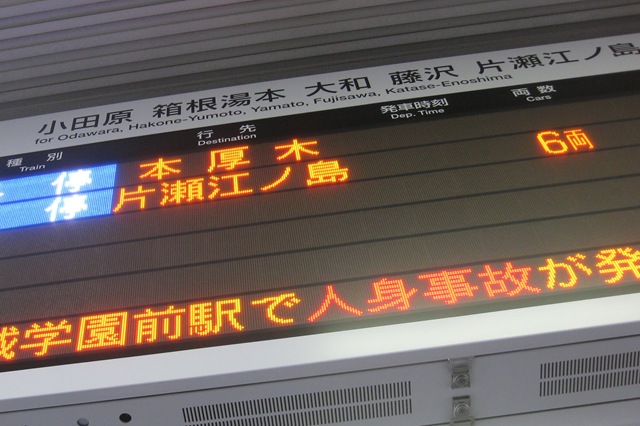 小田原 箱根湯本 大和 藤沢 片瀬江ノ島
for Odawara, Hakone-Yumoto, Yamato, Fujisawa, Katase-Enoshima
種別 行先 発車時刻 両数
Train Destination Dep. Time Cars
停 本厚木 6両
停 片瀬江ノ島
学園前駅で人身事故が発